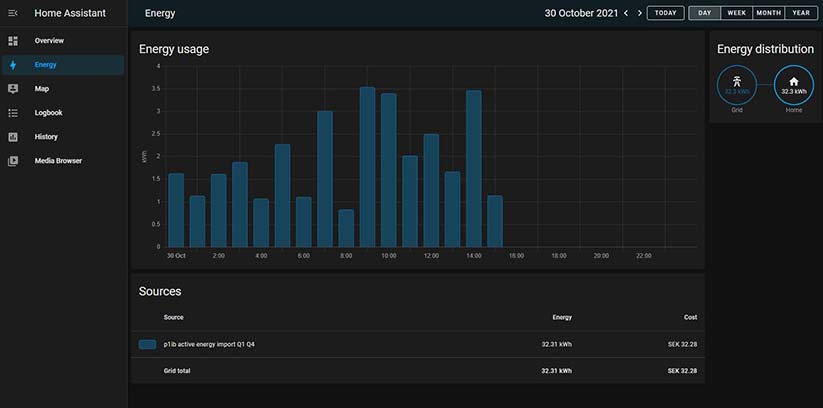 Home Assistant
Energy
30 October 2021
TODAY
DAY WEEK MONTH YEAR
Overview
Energy
Map
Logbook
History
Media Browser
Energy usage
4
3.5
3
2.5
2
1.5
1
0.5
0
kWh
30 Oct 2:00 4:00 6:00 8:00 10:00 12:00 14:00 16:00 18:00 20:00 22:00
Energy distribution
32.3 kWh 32.3 kWh
Grid Home
Sources
Source Energy Cost
p1ib active energy import Q1 Q4 32.31 kWh SEK 32.28
Grid total 32.31 kWh SEK 32.28